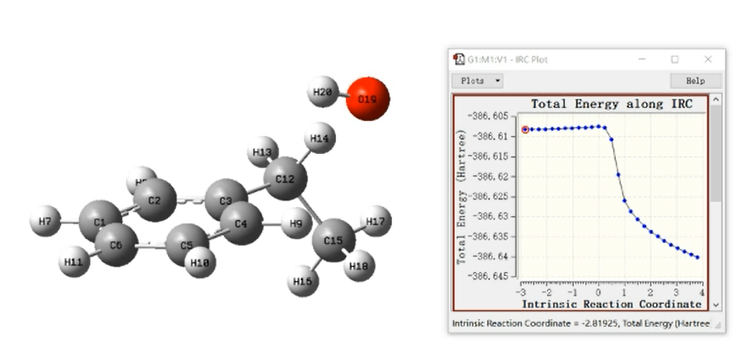 H20
O19
H13
H14
C12
C2
C3
H7
C1
C4
H9
H17
C6
C5
C15
H11
H10
H18
G1:M1:V1 - IRC Plot
Plots
Help
Total Energy along IRC
Total Energy (Hartree)
-386.605
-386.61
-386.615
-386.62
-386.625
-386.63
-386.635
-386.64
-386.645
-3 -2 -1 0 1 2 3 4
Intrinsic Reaction Coordinate
Intrinsic Reaction Coordinate = -2.81925, Total Energy (Hartree